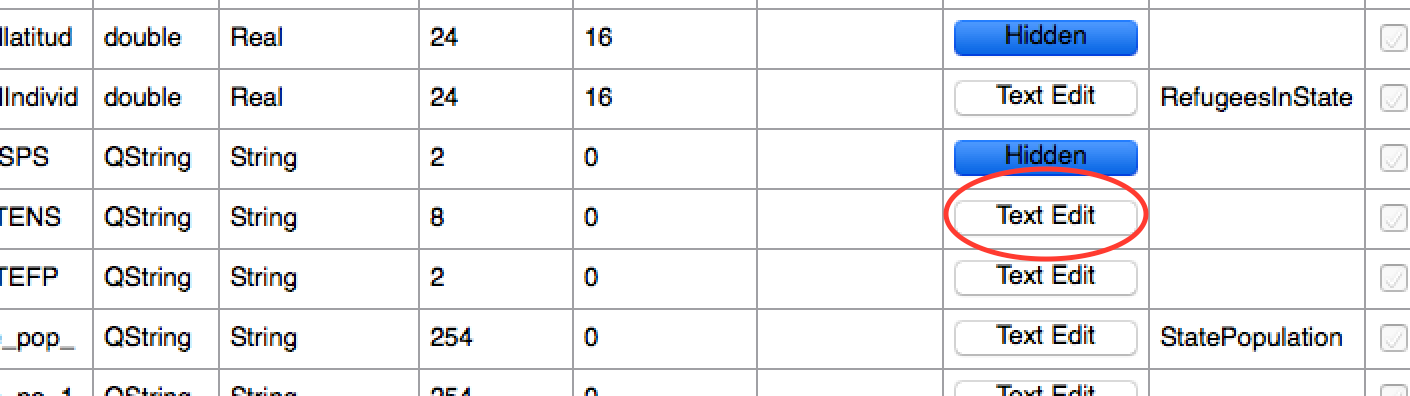 llatitud double Real 24 16 Hidden
lIndivid double Real 24 16 Text Edit RefugeesInState
SPS QString String 2 0 Hidden
TENS QString String 8 0 Text Edit
TEFP QString String 2 0 Text Edit
_pop_ QString String 254 0 Text Edit StatePopulation
QString String 254 0 Text Edit